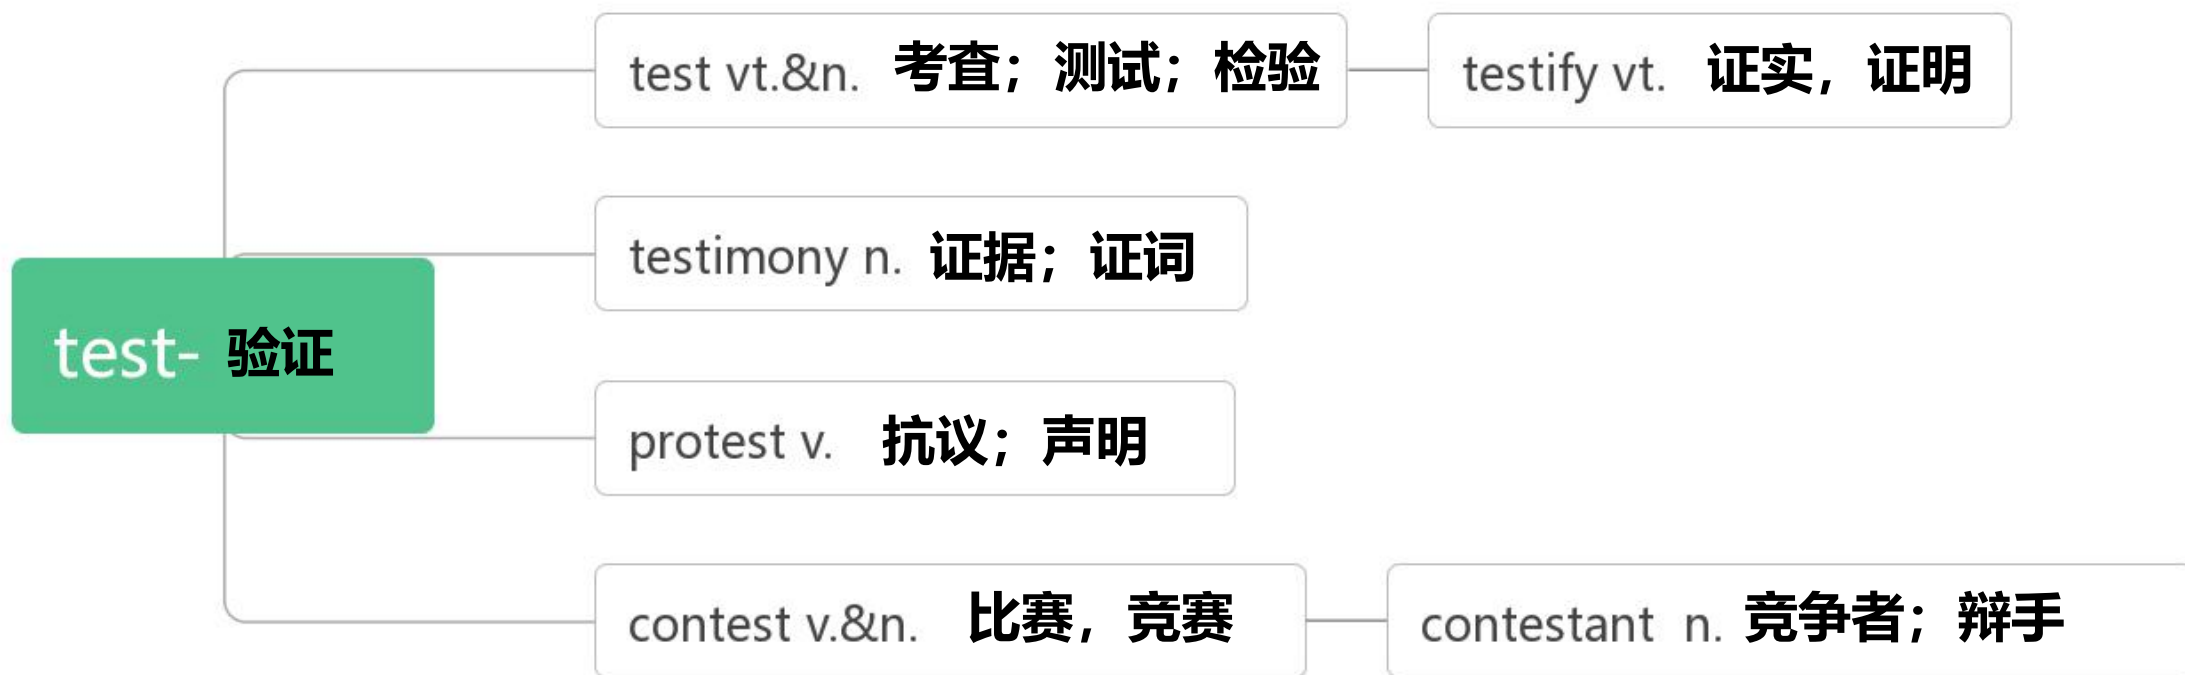 test vt.&n. 考查；测试；检验
testify vt. 证实，证明
testimony n. 证据；证词
test- 验证
protest v. 抗议；声明
contest v.&n. 比赛，竞赛
contestant n. 竞争者；辩手